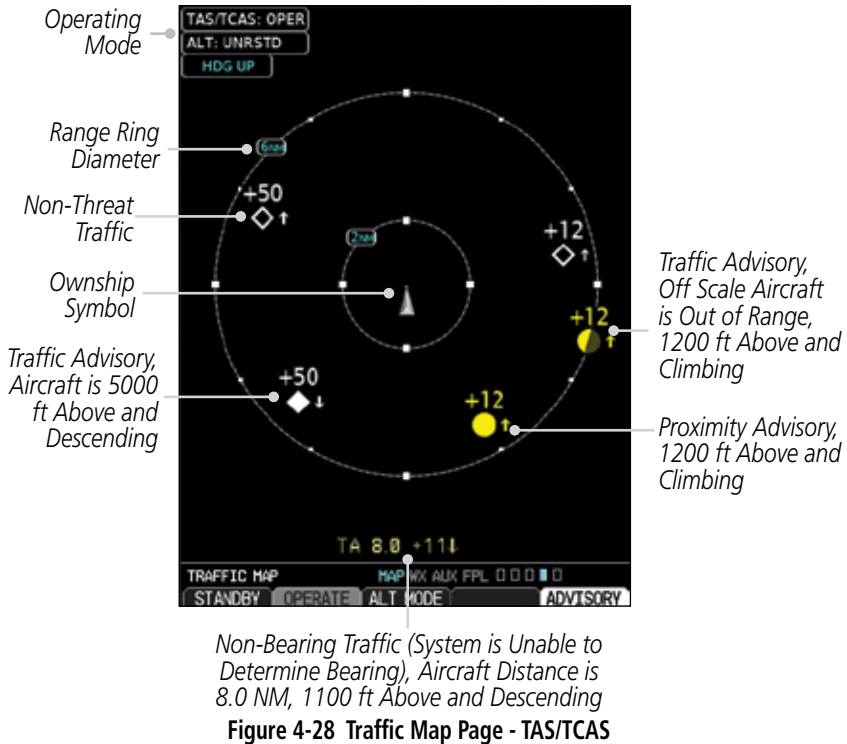 Operating
Mode
TAS/TCAS: OPER
ALT: UNRSTD
HDG UP
Range Ring
Diameter
6NM
Non-Threat
Traffic
+50
↑
2NM
+12
↑
Ownship
Symbol
Traffic Advisory,
Off Scale Aircraft
is Out of Range,
1200 ft Above and
Climbing
+12
↑
Traffic Advisory,
Aircraft is 5000
ft Above and
Descending
+50
↓
+12
↑
Proximity Advisory,
1200 ft Above and
Climbing
TA 8.0 +11↓
TRAFFIC MAP MAP WX AUX FPL
STANDBY OPERATE ALT MODE ADVISORY
Non-Bearing Traffic (System is Unable to
Determine Bearing), Aircraft Distance is
8.0 NM, 1100 ft Above and Descending
Figure 4-28 Traffic Map Page - TAS/TCAS